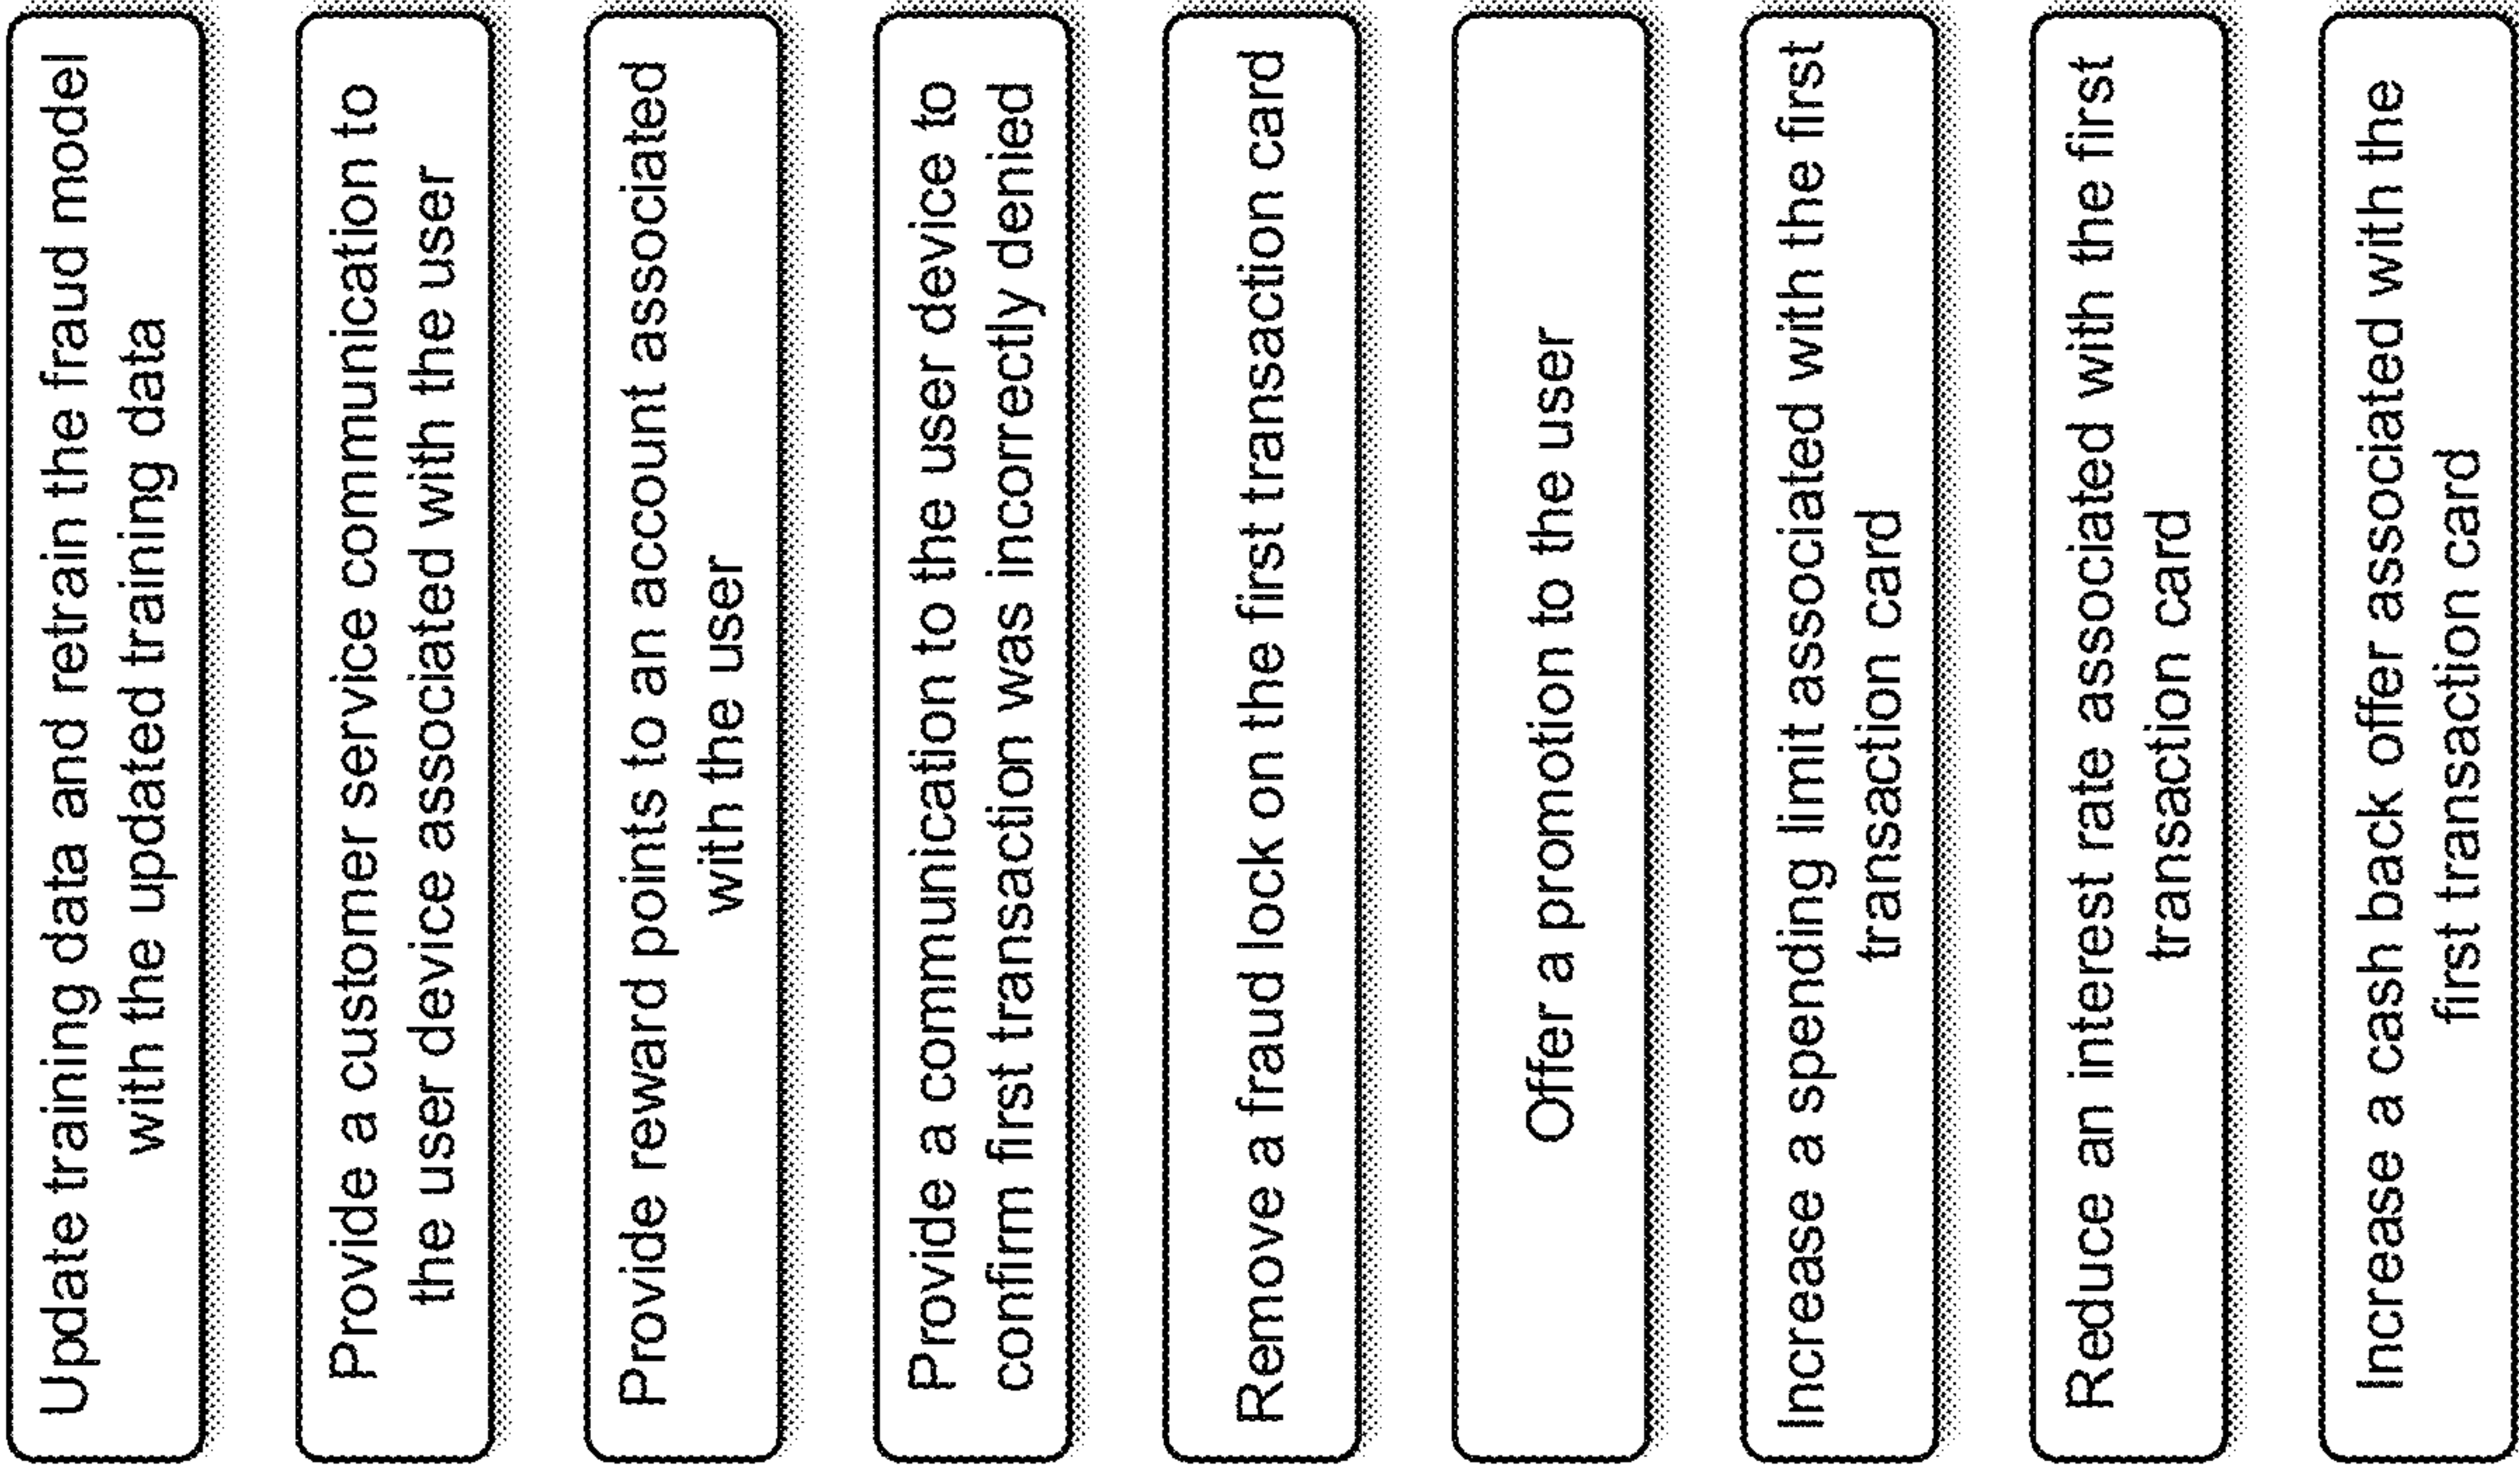 Update training data and retrain the fraud model
with the updated training data
Provide a customer service communication to
the user device associated with the user
Provide reward points to an account associated
with the user
Provide a communication to the user device to
confirm first transaction was incorrectly denied
Remove a fraud lock on the first transaction card
Offer a promotion to the user
Increase a spending limit associated with the first
transaction card
Reduce an interest rate associated with the first
transaction card
Increase a cash back offer associated with the
first transaction card